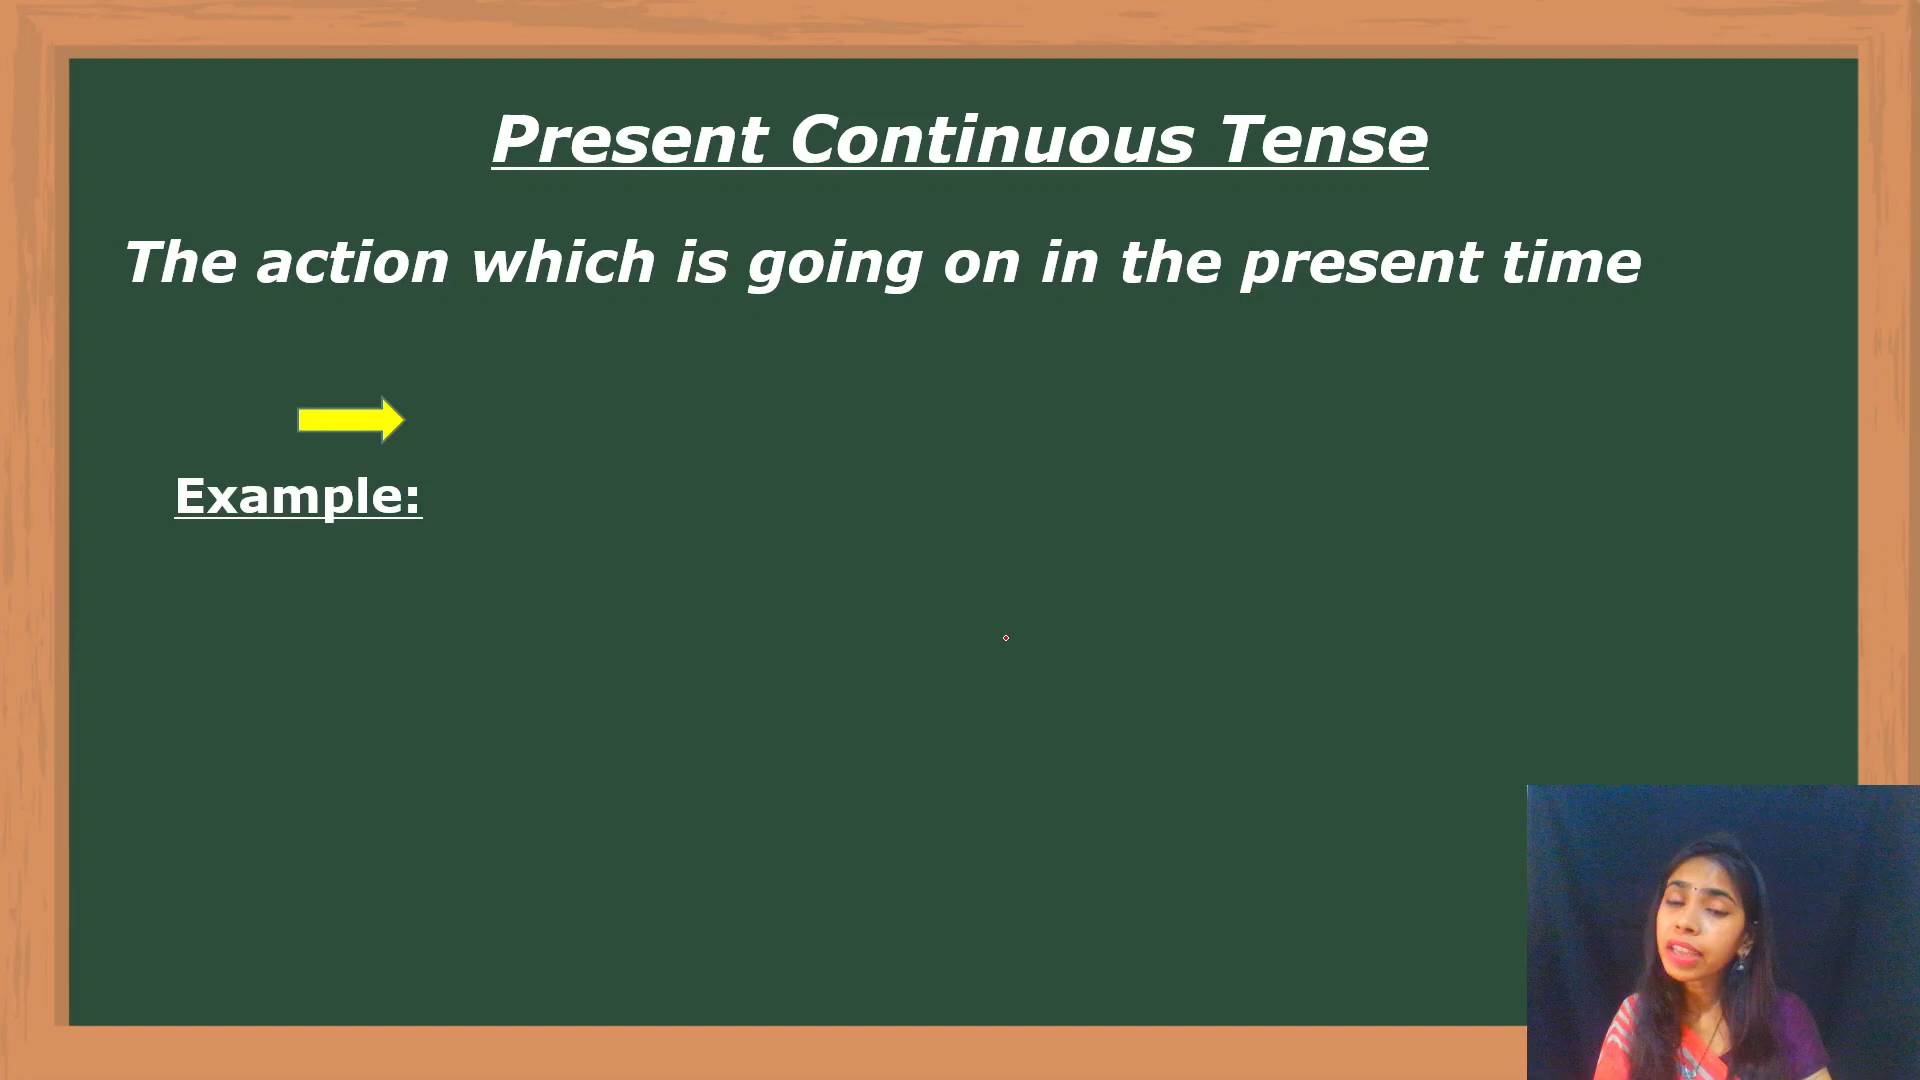 Present Continuous Tense
The action which is going on in the present time
Example: